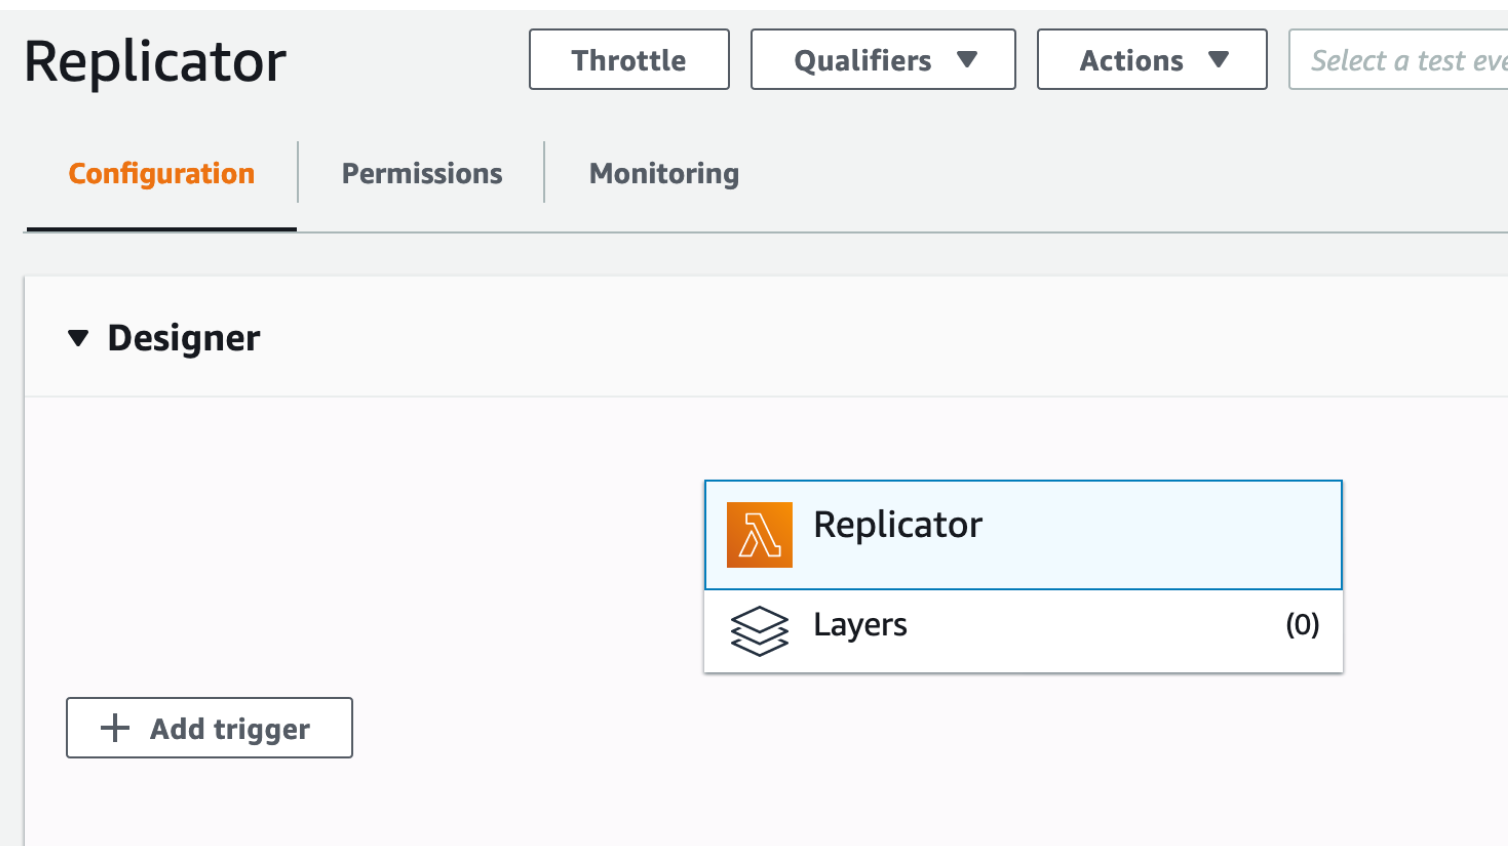 Replicator
Throttle
Qualifiers
Actions
Select a test eve
Configuration
Permissions
Monitoring
Designer
Replicator
Layers (0)
Add trigger